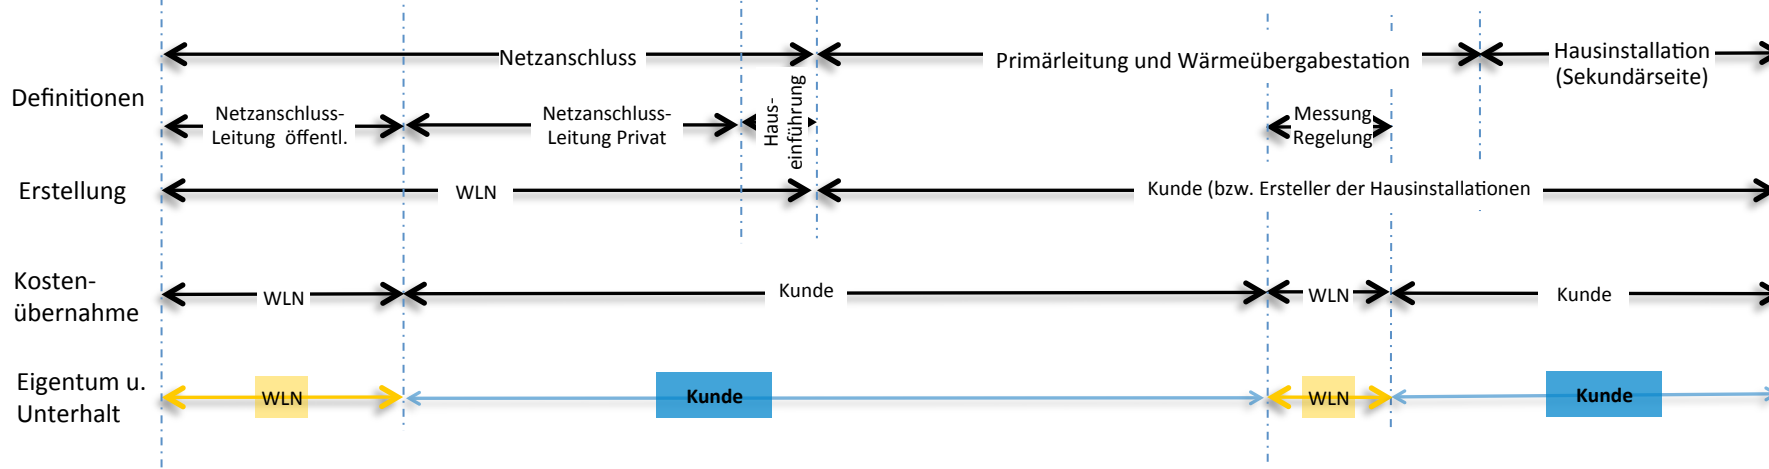 Netzanschluss
Primärleitung und Wärmeübergabestation
Hausinstallation
(Sekundärseite)
Definitionen
Netzanschluss-
Leitung öffentl.
Netzanschluss-
Leitung Privat
Haus-
einführung
Messung
Regelung
Erstellung
WLN
Kunde (bzw. Ersteller der Hausinstallationen
Kosten-
übernahme
WLN
Kunde
WLN
Kunde
Eigentum u.
Unterhalt
WLN
Kunde
WLN
Kunde